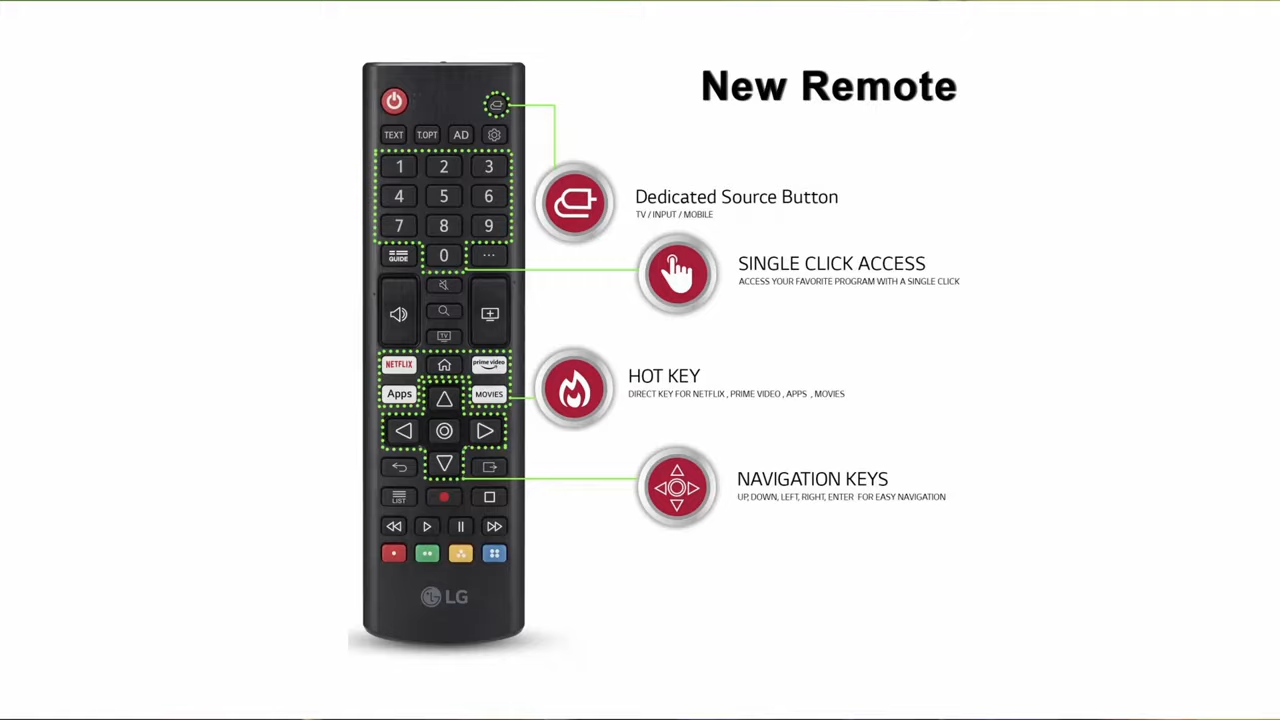 New Remote
TEXT T.OPT AD
1 2 3
4 5 6
7 8 9
GUIDE 0 ...
TV
NETFLIX prime video
Apps MOVIES
LIST
LG
Dedicated Source Button
TV / INPUT / MOBILE
SINGLE CLICK ACCESS
ACCESS YOUR FAVORITE PROGRAM WITH A SINGLE CLICK
HOT KEY
DIRECT KEY FOR NETFLIX , PRIME VIDEO , APPS , MOVIES
NAVIGATION KEYS
UP, DOWN, LEFT, RIGHT, ENTER FOR EASY NAVIGATION